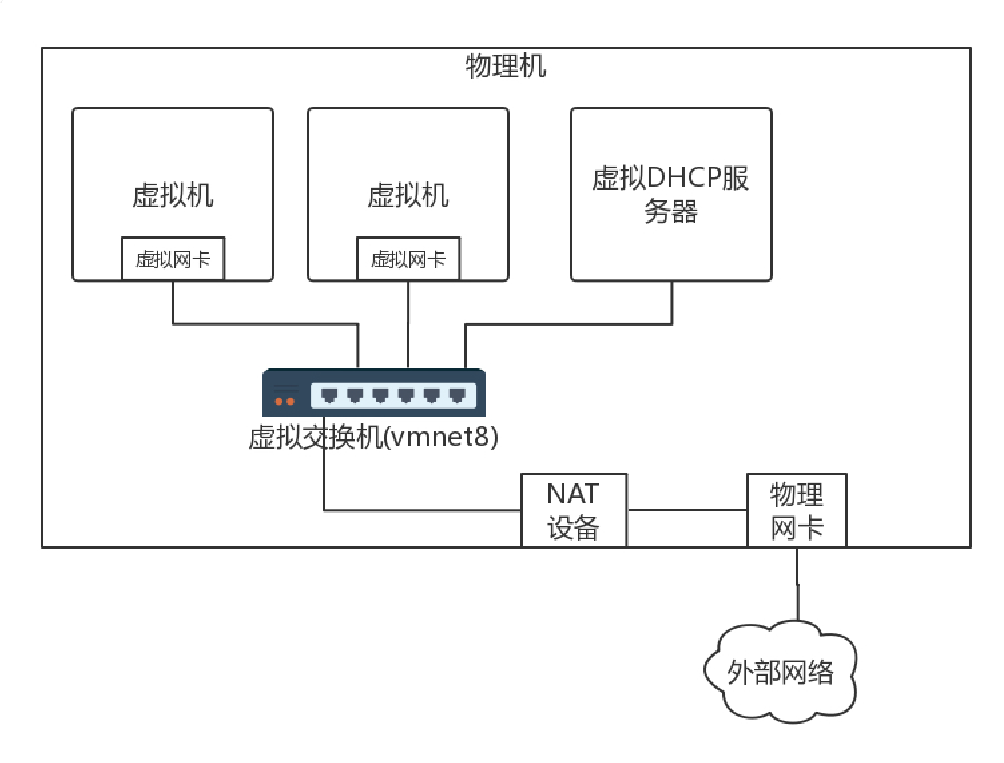 物理机
虚拟机
虚拟网卡
虚拟机
虚拟网卡
虚拟DHCP服
务器
虚拟交换机(vmnet8)
NAT
设备
物理
网卡
外部网络